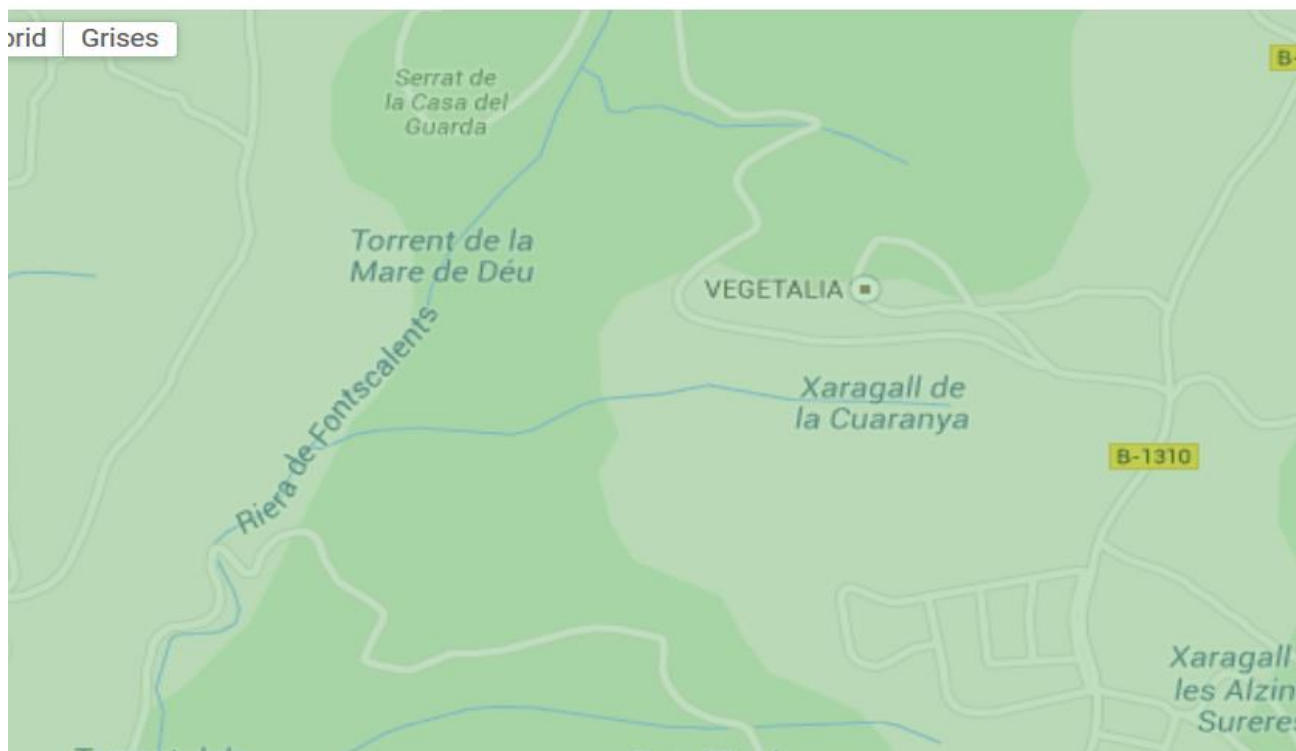 Grises
B-
Serrat de
la Casa del
Guarda
Torrent de la
Mare de Déu
VEGETALIA
Riera de Fontscalents
Xaragall de
la Cuaranya
B-1310
Xaragall
les Alzin
Sureres